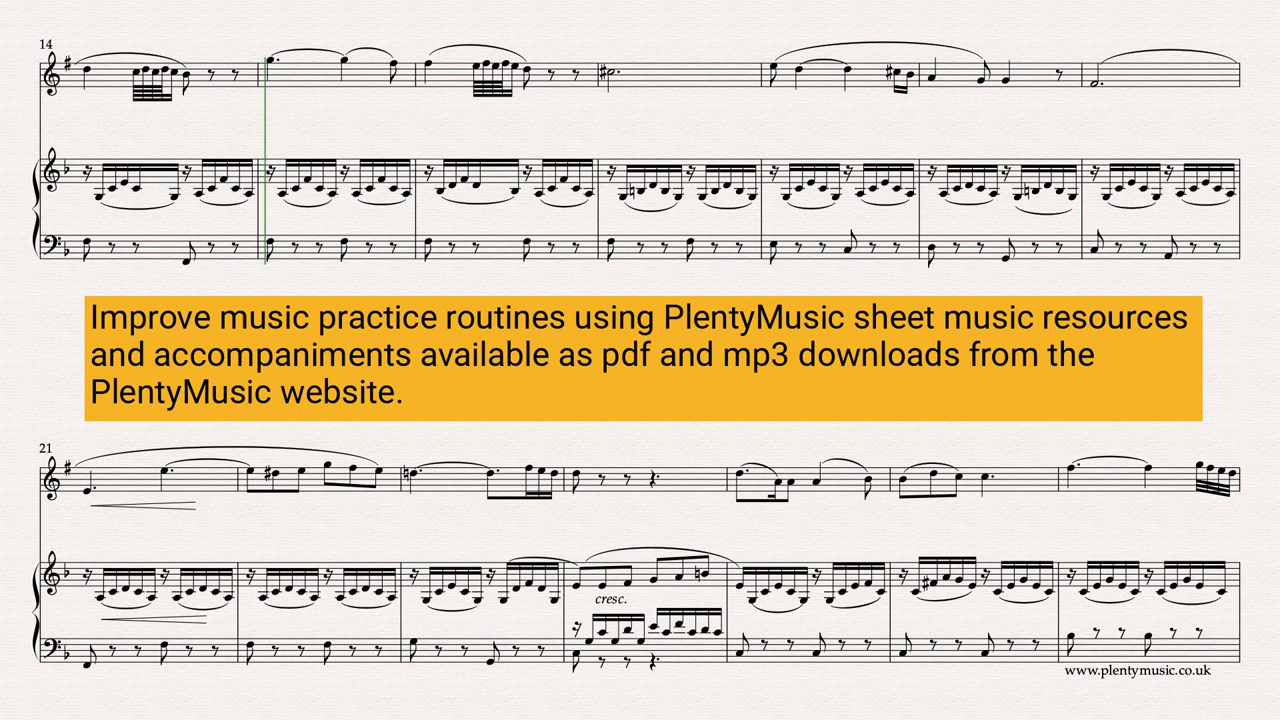 14
Improve music practice routines using PlentyMusic sheet music resources
and accompaniments available as pdf and mp3 downloads from the
PlentyMusic website.
21
cresc.
www.plentymusic.co.uk